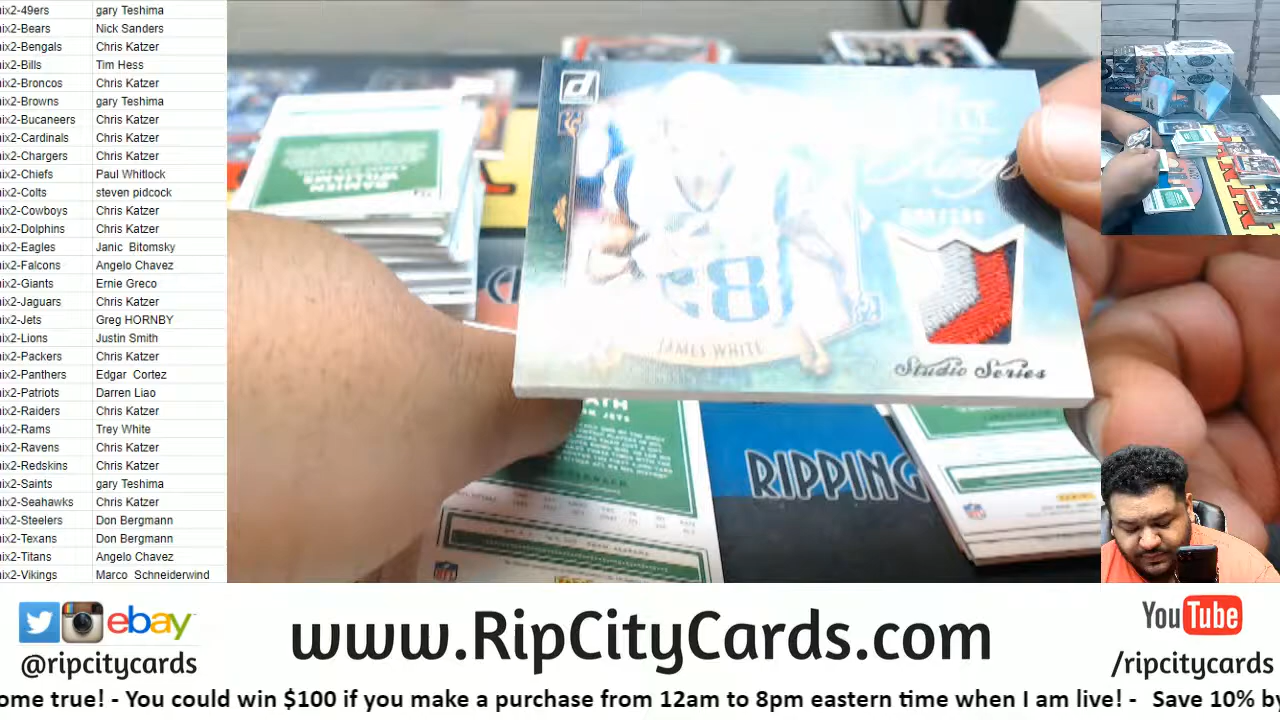 ix2-49ers gary Teshima
ix2-Bears Nick Sanders
ix2-Bengals Chris Katzer
ix2-Bills Tim Hess
ix2-Broncos Chris Katzer
ix2-Browns gary Teshima
ix2-Bucaneers Chris Katzer
ix2-Cardinals Chris Katzer
ix2-Chargers Chris Katzer
ix2-Chiefs Paul Whitlock
ix2-Colts steven pidcock
ix2-Cowboys Chris Katzer
ix2-Dolphins Chris Katzer
ix2-Eagles Janic Bitomsky
ix2-Falcons Angelo Chavez
ix2-Giants Ernie Greco
ix2-Jaguars Chris Katzer
ix2-Jets Greg HORNBY
ix2-Lions Justin Smith
ix2-Packers Chris Katzer
ix2-Panthers Edgar Cortez
ix2-Patriots Darren Liao
ix2-Raiders Chris Katzer
ix2-Rams Trey White
ix2-Ravens Chris Katzer
ix2-Redskins Chris Katzer
ix2-Saints gary Teshima
ix2-Seahawks Chris Katzer
ix2-Steelers Don Bergmann
ix2-Texans Don Bergmann
ix2-Titans Angelo Chavez
ix2-Vikings Marco Schneiderwind
d
DAMIEN
WILLIAMS
JAMES WHITE
Studio Series
ATH
JETS
RIPPING
NFL
PANINI
ebay
@ripcitycards
www.RipCityCards.com
YouTube
/ripcitycards
ome true! - You could win $100 if you make a purchase from 12am to 8pm eastern time when I am live! - Save 10% by